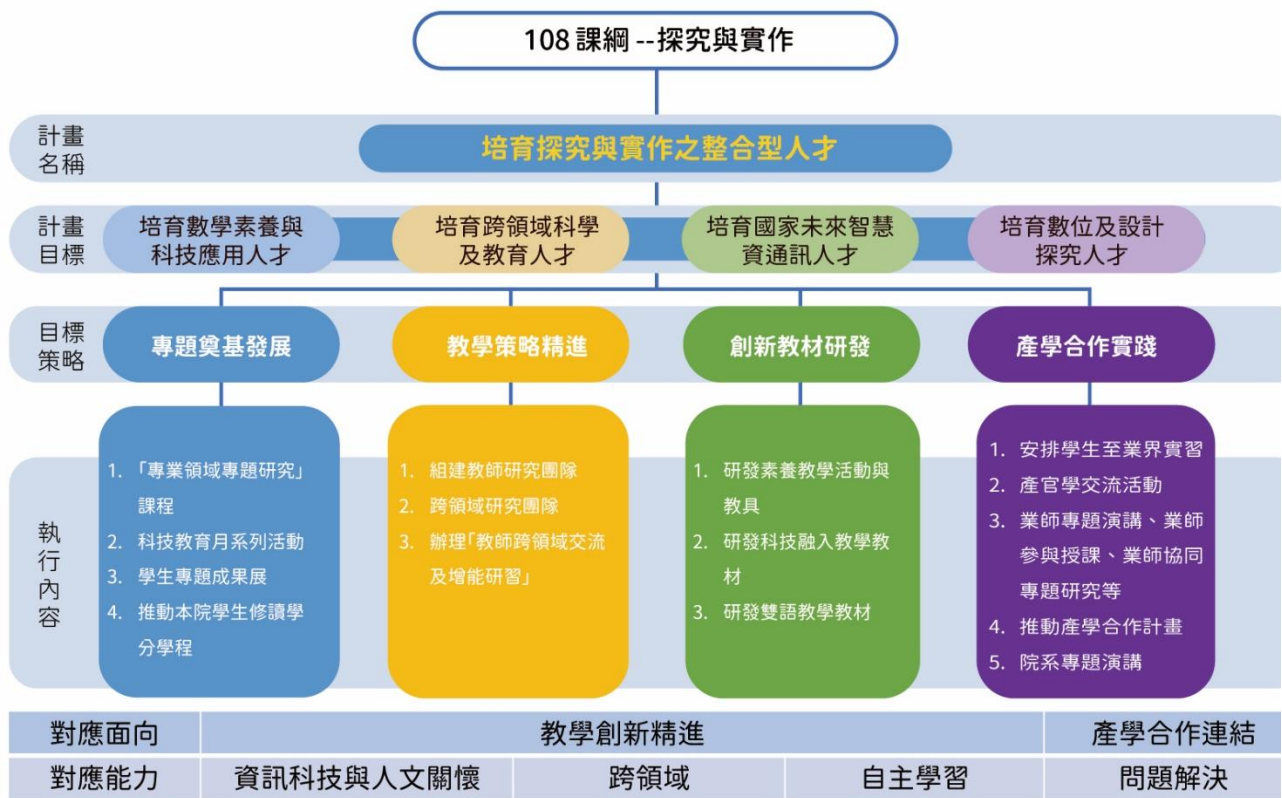 108 課綱 --探究與實作
計畫
名稱
培育探究與實作之整合型人才
計畫
目標
培育數學素養與
科技應用人才
培育跨領域科學
及教育人才
培育國家未來智慧
資通訊人才
培育數位及設計
探究人才
目標
策略
專題奠基發展
教學策略精進
創新教材研發
產學合作實踐
執
行
內
容
1. 「專業領域專題研究」
課程
2. 科技教育月系列活動
3. 學生專題成果展
4. 推動本院學生修讀學
分學程
1. 組建教師研究團隊
2. 跨領域研究團隊
3. 辦理「教師跨領域交流
及增能研習」
1. 研發素養教學活動與
教具
2. 研發科技融入教學教
材
3. 研發雙語教學教材
1. 安排學生至業界實習
2. 產官學交流活動
3. 業師專題演講、業師
參與授課、業師協同
專題研究等
4. 推動產學合作計畫
5. 院系專題演講
對應面向 教學創新精進 產學合作連結
對應能力 資訊科技與人文關懷 跨領域 自主學習 問題解決